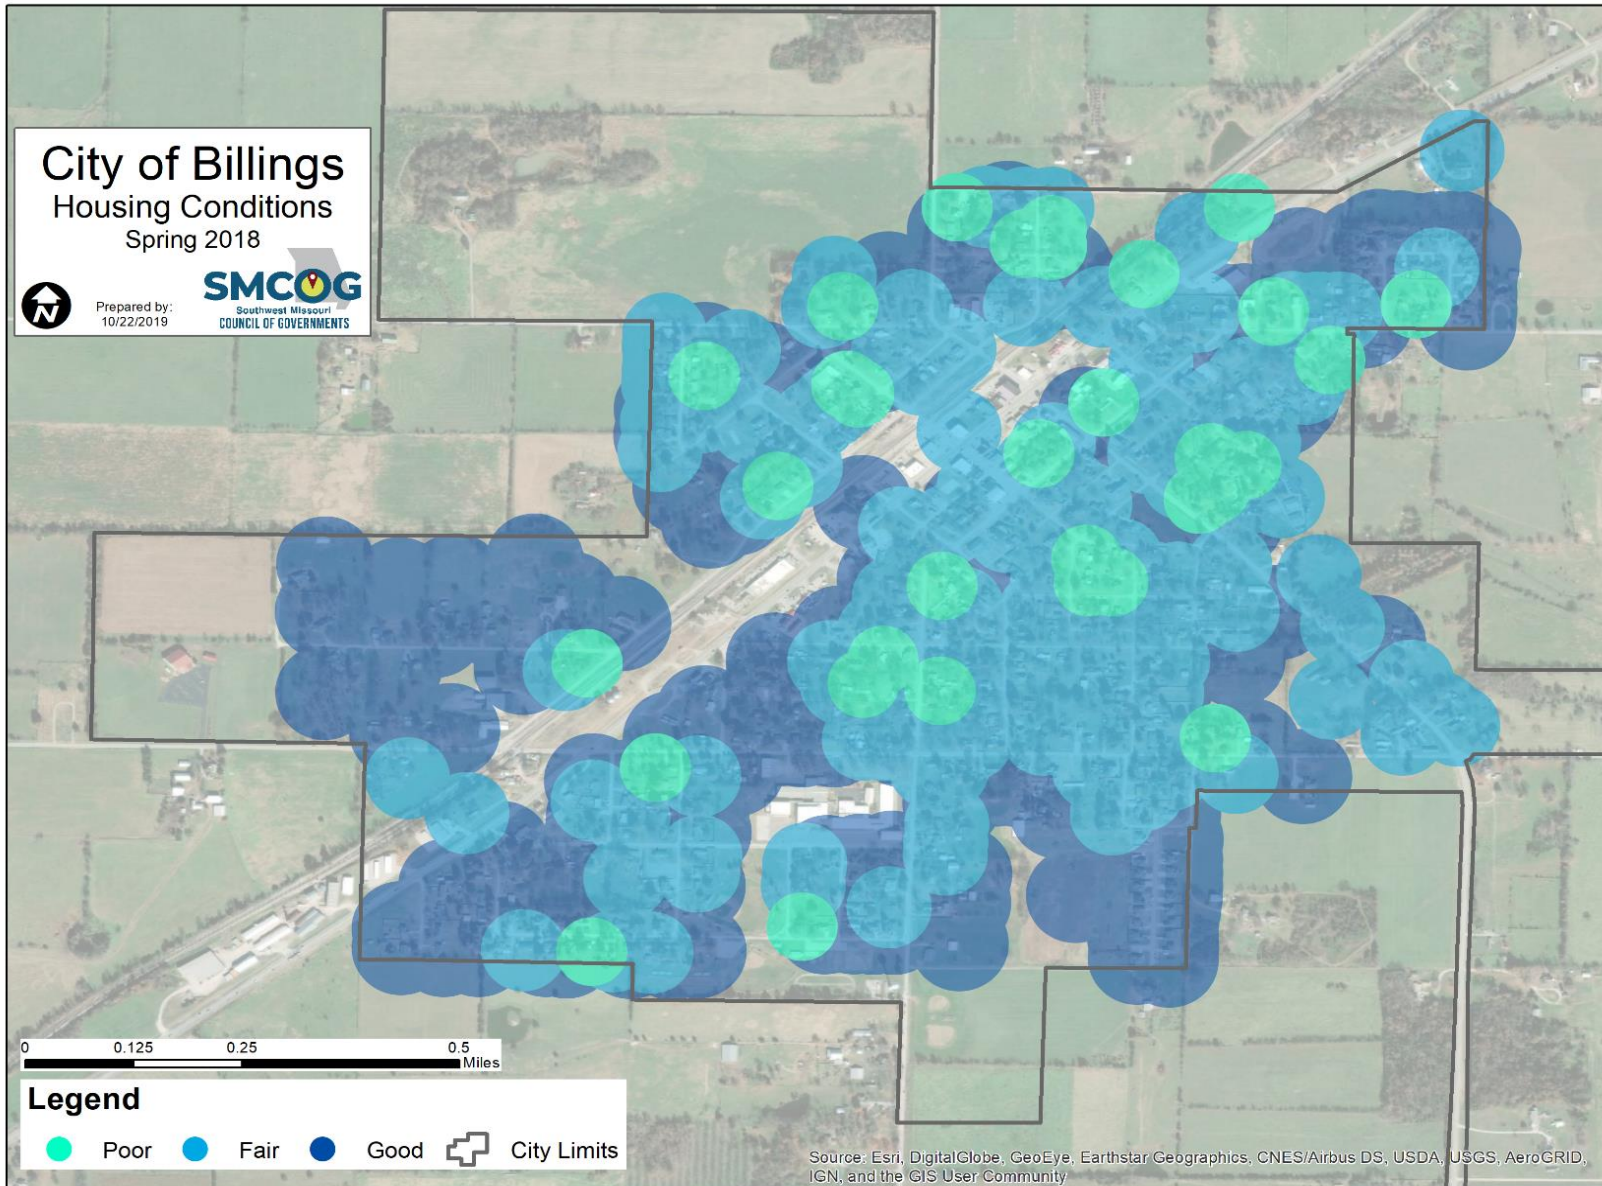 City of Billings
Housing Conditions
Spring 2018
N
Prepared by:
10/22/2019
SMCOG
Southwest Missouri
COUNCIL OF GOVERNMENTS
0 0.125 0.25 0.5
Miles
Legend
Poor Fair Good City Limits
Source: Esri, DigitalGlobe, GeoEye, Earthstar Geographics, CNES/Airbus DS, USDA, USGS, AeroGRID,
IGN, and the GIS User Community